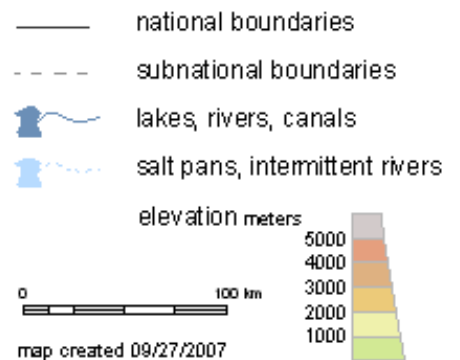 national boundaries
subnational boundaries
lakes, rivers, canals
salt pans, intermittent rivers
elevation meters
5000
4000
3000
2000
1000
0 100 km
map created 09/27/2007